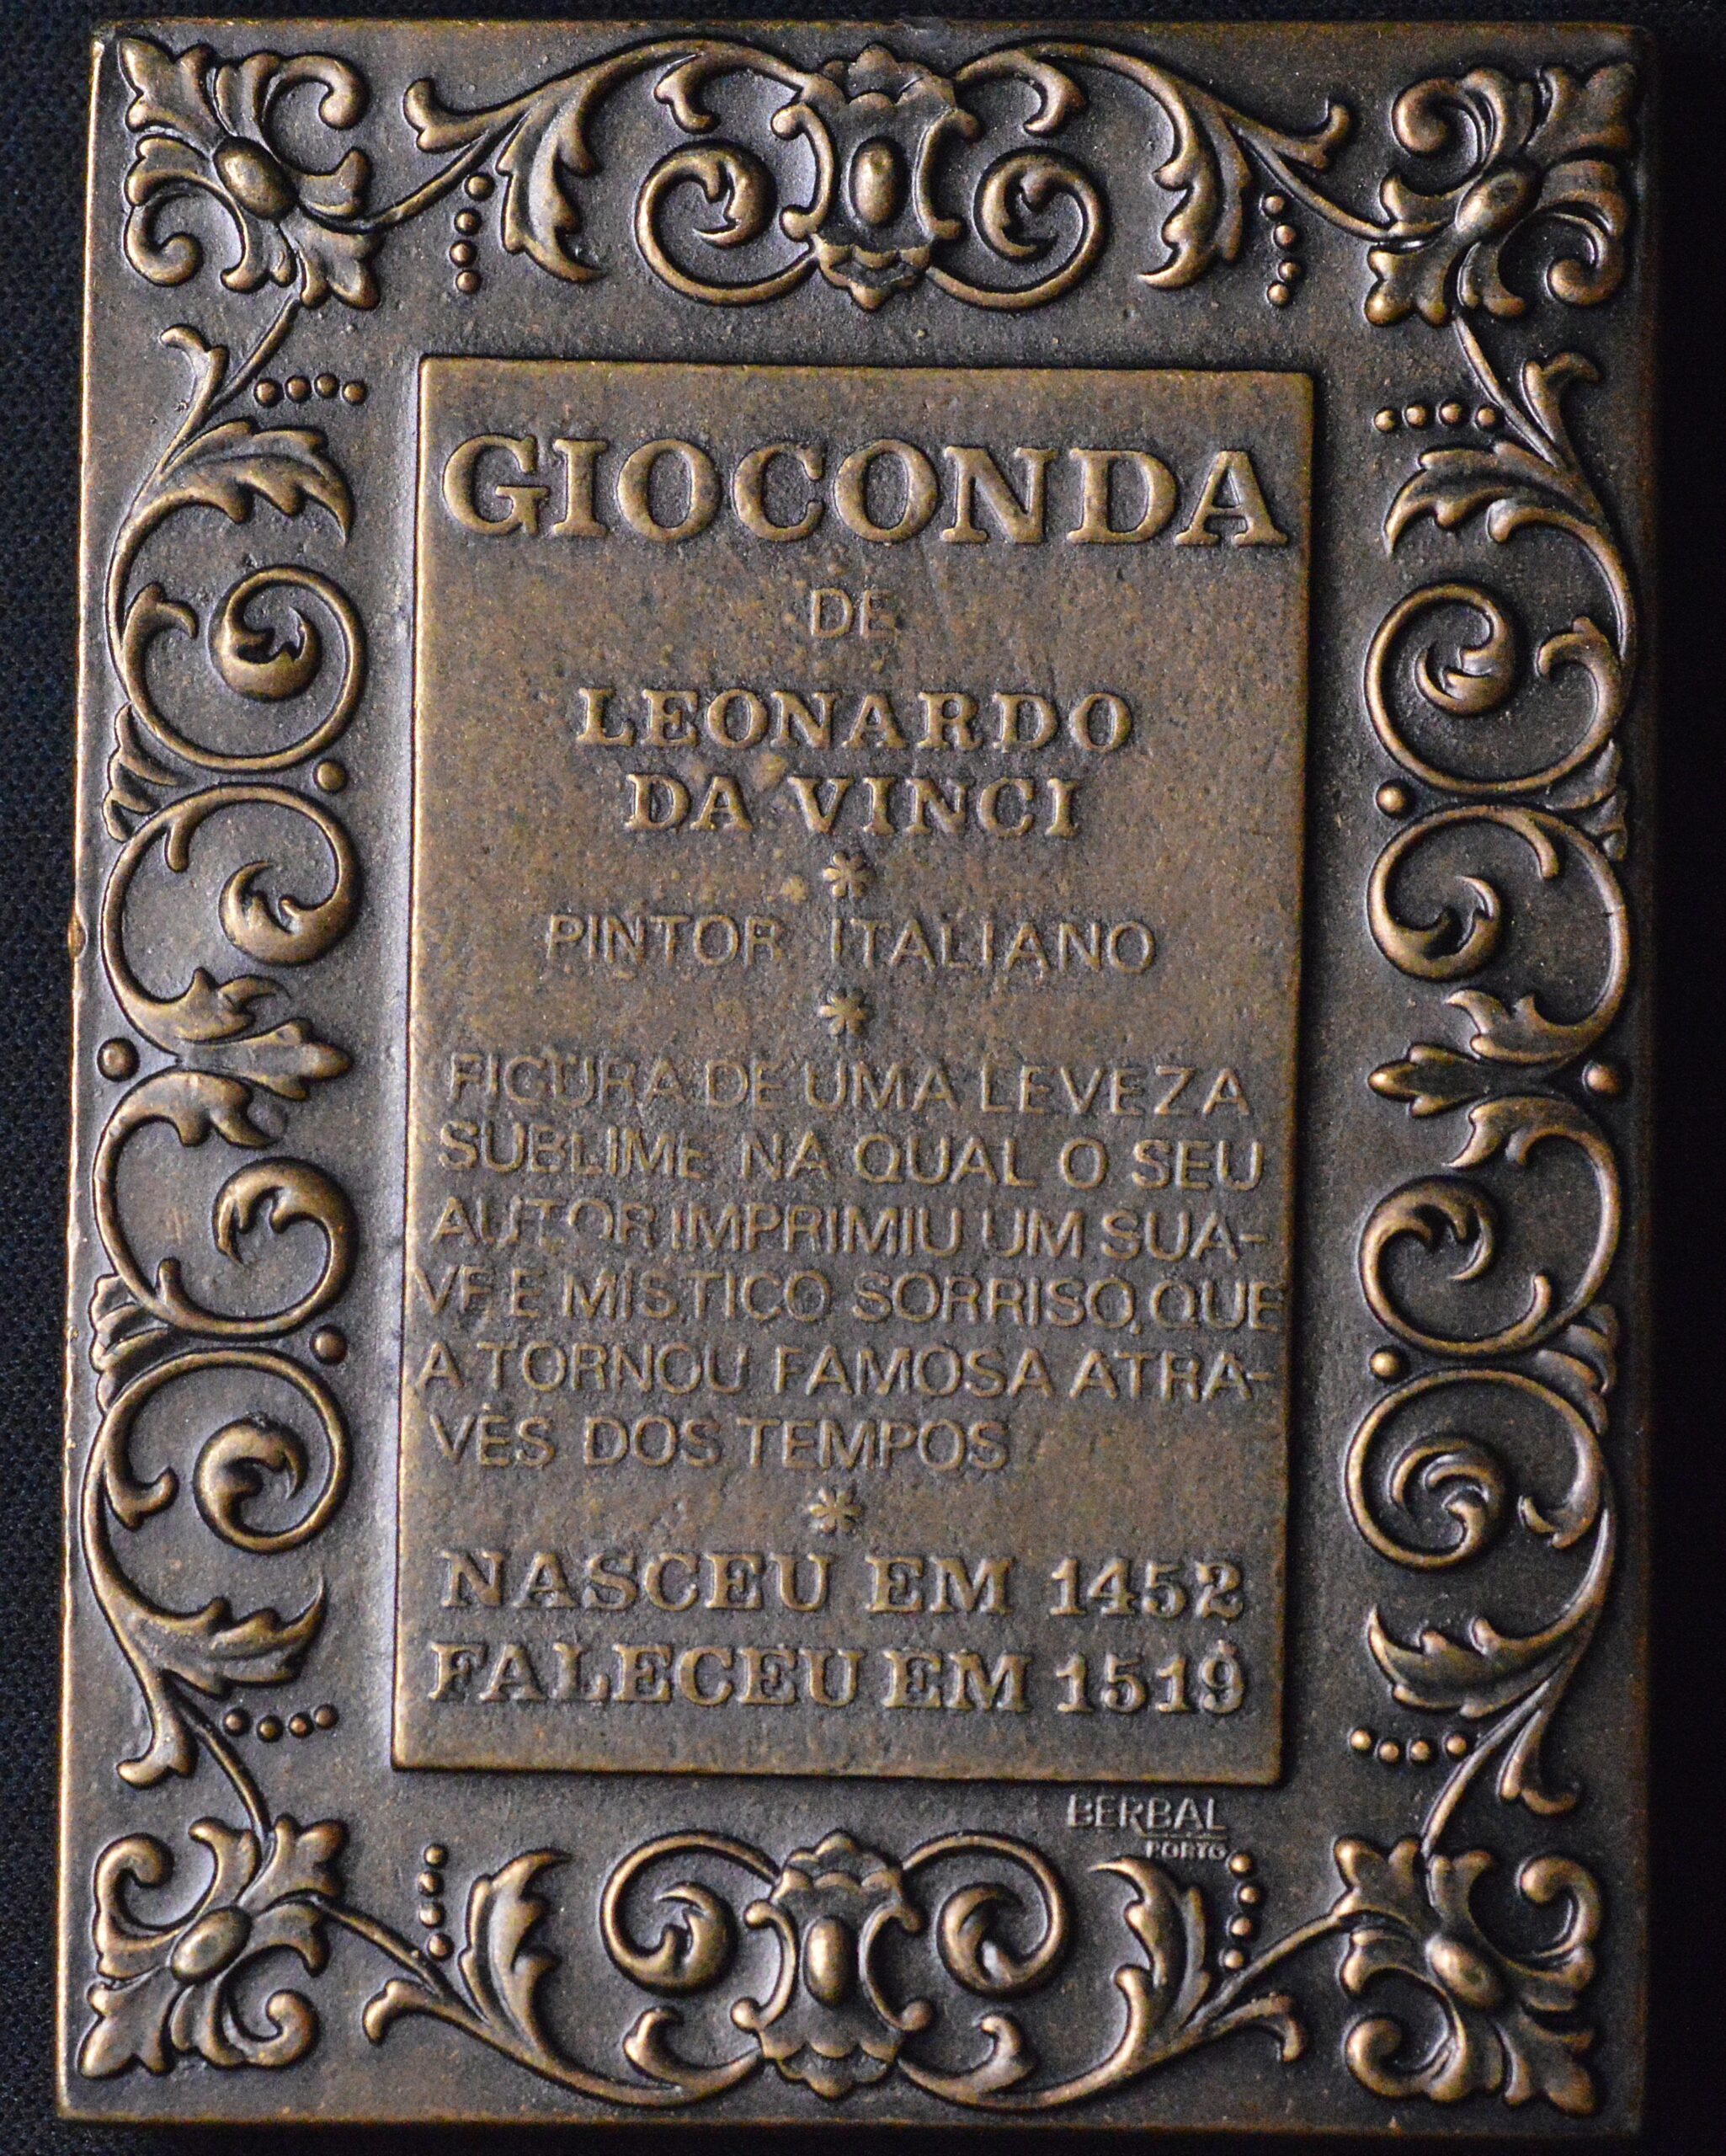 GIOCONDA
DE
LEONARDO
DA VINCI
*
PINTOR ITALIANO
*
FIGURA DE UMA LEVEZA
SUBLIME NA QUAL O SEU
AUTOR IMPRIMIU UM SUA-
VE E MÍSTICO SORRISO, QUE
A TORNOU FAMOSA ATRA-
VÉS DOS TEMPOS
*
NASCEU EM 1452
FALECEU EM 1519
BERBAL
PORTO